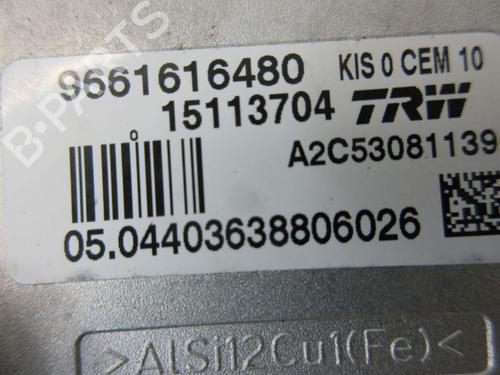 9661616480 KIS 0 CEM 10
15113704 TRW
A2C53081139
05.04403638806026
>AlSi12Cu1(Fe)<
B-PARTS